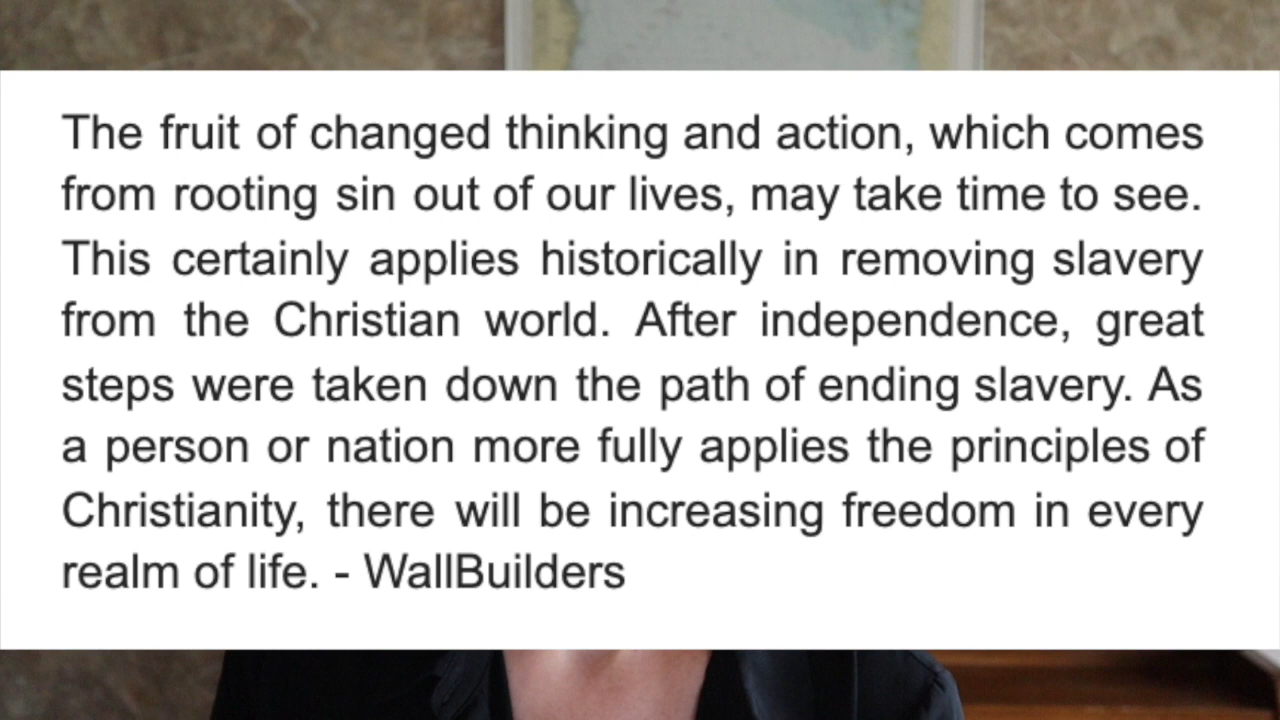 The fruit of changed thinking and action, which comes
from rooting sin out of our lives, may take time to see.
This certainly applies historically in removing slavery
from the Christian world. After independence, great
steps were taken down the path of ending slavery. As
a person or nation more fully applies the principles of
Christianity, there will be increasing freedom in every
realm of life. - WallBuilders